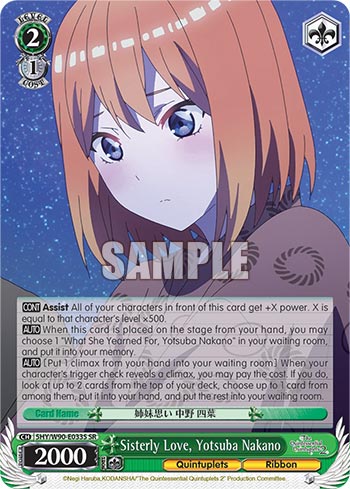 LEVEL
2
1
COST
SAMPLE
CONT Assist All of your characters in front of this card get +X power. X is
equal to that character's level ×500.
AUTO When this card is placed on the stage from your hand, you may
choose 1 "What She Yearned For, Yotsuba Nakano" in your waiting room,
and put it into your memory.
AUTO [Put 1 climax from your hand into your waiting room] When your
character's trigger check reveals a climax, you may pay the cost. If you do,
look at up to 2 cards from the top of your deck, choose up to 1 card from
among them, put it into your hand, and put the rest into your waiting room.
Card Name 姉妹思い 中野 四葉
CH 5HY/W90-E033S SR
Sisterly Love, Yotsuba Nakano
POWER
2000
Quintuplets
Ribbon
©Negi Haruba,KODANSHA/"The Quintessential Quintuplets 2" Production Committee.